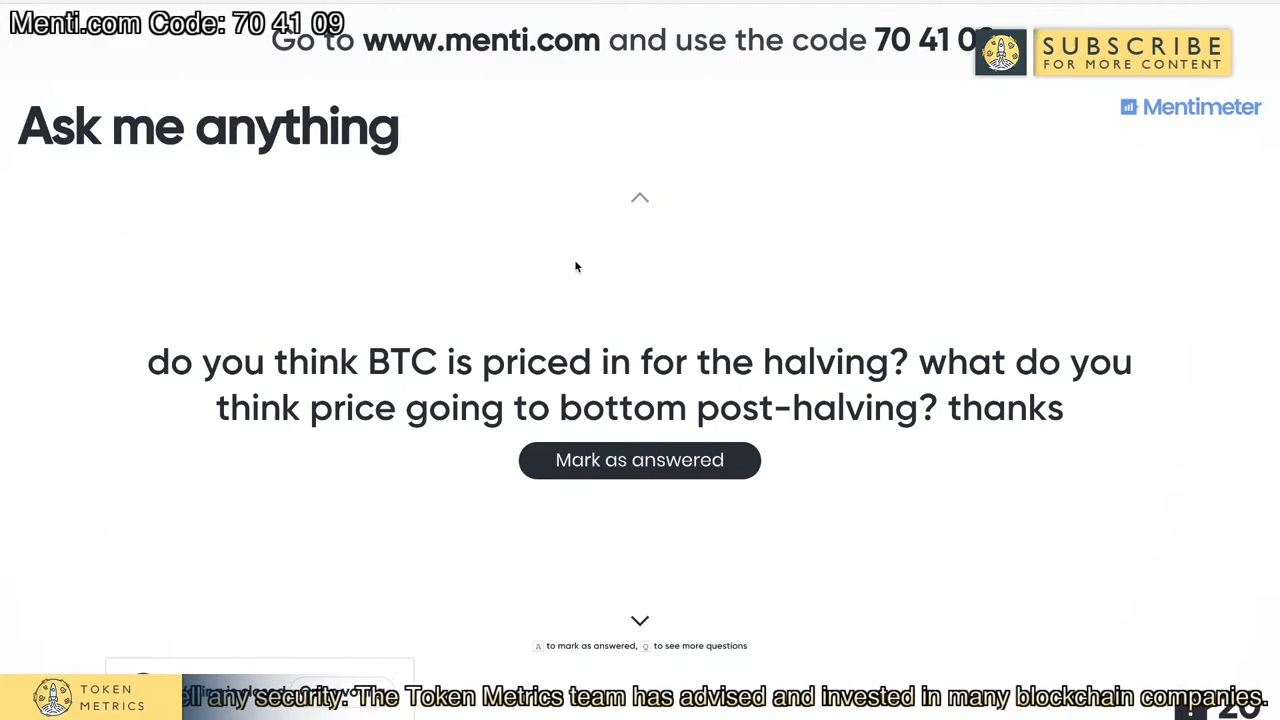 Menti.com Code: 70 41 09
Go to www.menti.com and use the code 70 41 0
SUBSCRIBE
FOR MORE CONTENT
Ask me anything
Mentimeter
do you think BTC is priced in for the halving? what do you
think price going to bottom post-halving? thanks
Mark as answered
A to mark as answered, Q to see more questions
TOKEN
METRICS
ell any security. The Token Metrics team has advised and invested in many blockchain companies.
20